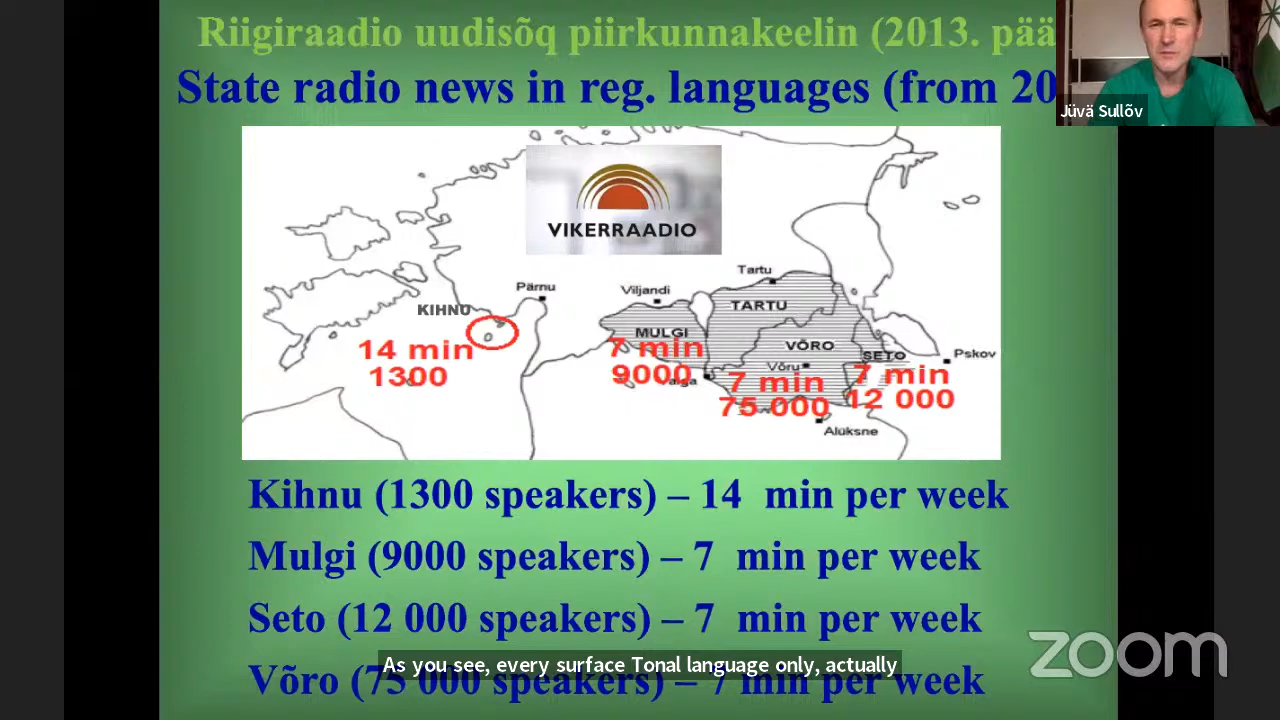 Riigiraadio uudisõq piirkunnakeelin (2013. pää
State radio news in reg. languages (from 20
Jüvä Sullõv
VIKERRAADIO
Tartu
Pärnu
Viljandi
TARTU
KIHNU
MULGI
VÕRO
SETO
Pskov
14 min
1300
7 min
9000
Võru
7 min
75 000
7 min
12 000
Alüksne
Kihnu (1300 speakers) – 14 min per week
Mulgi (9000 speakers) – 7 min per week
Seto (12 000 speakers) – 7 min per week
zoom
As you see, every surface Tonal language only, actually
Võro (75 000 speakers) – 7 min per week